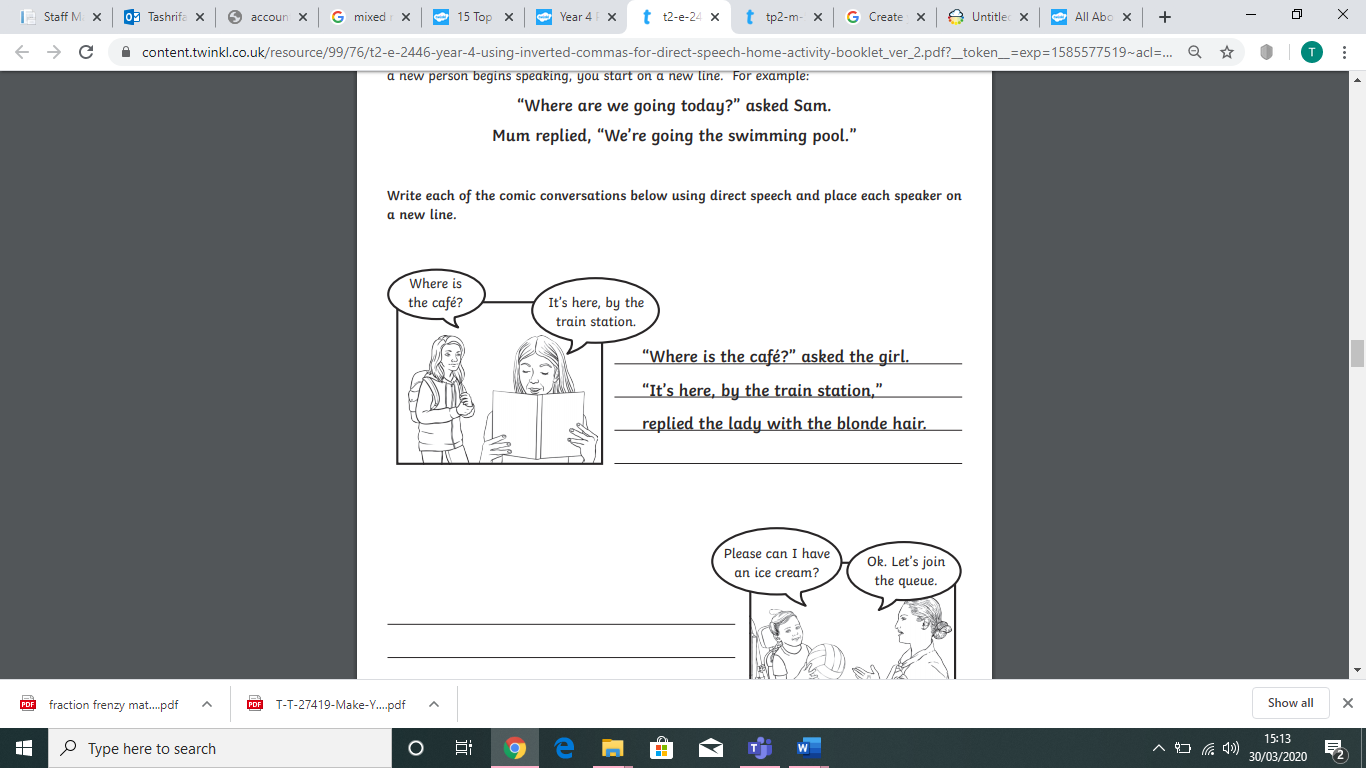 Staff M
Tashrifa
accoun
mixed
15 Top
Year 4
t2-e-24
tp2-m-
Create
Untitled
All Abo
content.twinkl.co.uk/resource/99/76/t2-e-2446-year-4-using-inverted-commas-for-direct-speech-home-activity-booklet_ver_2.pdf?__token__=exp=1585577519~acl=...
T
a new person begins speaking, you start on a new line. For example:
“Where are we going today?” asked Sam.
Mum replied, “We’re going the swimming pool.”
Write each of the comic conversations below using direct speech and place each speaker on
a new line.
Where is
the café?
It’s here, by the
train station.
“Where is the café?” asked the girl.
“It’s here, by the train station,”
replied the lady with the blonde hair.
Please can I have
an ice cream?
Ok. Let’s join
the queue.
PDF fraction frenzy mat....pdf
PDF T-T-27419-Make-Y....pdf
Show all
Type here to search
15:13
30/03/2020
2